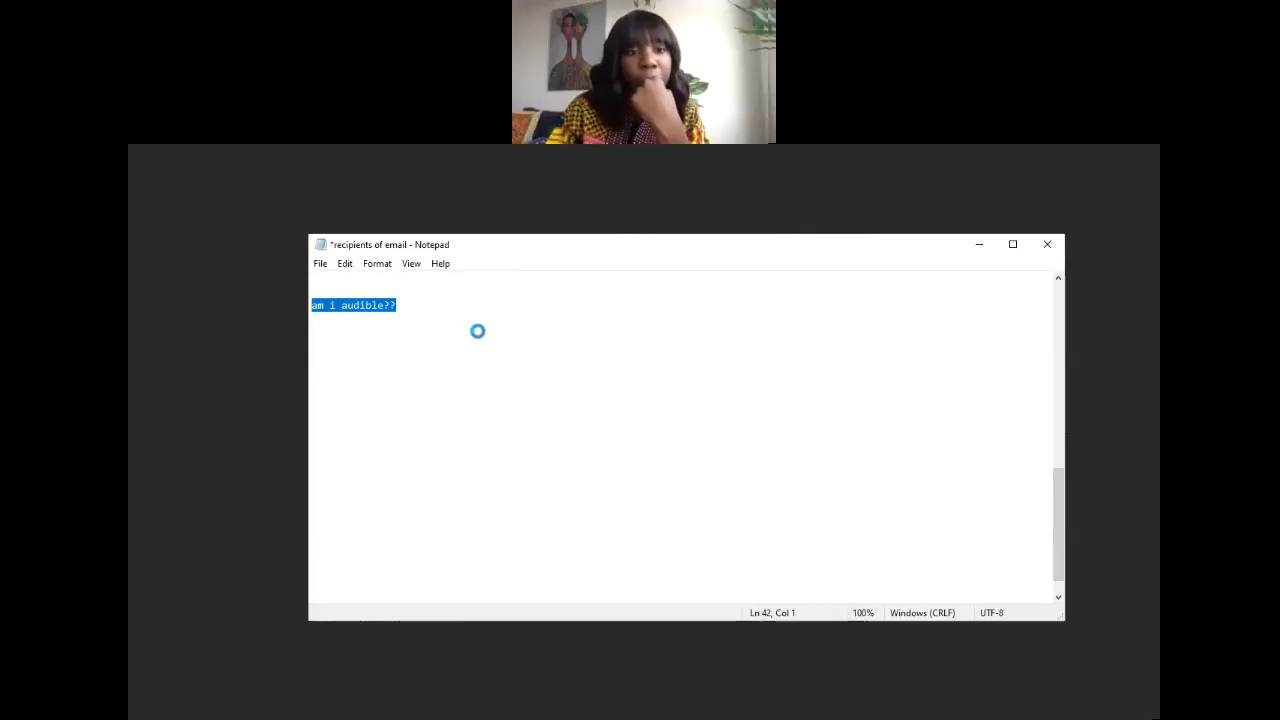 *recipients of email - Notepad
File Edit Format View Help
am i audible??
Ln 42, Col 1 100% Windows (CRLF) UTF-8